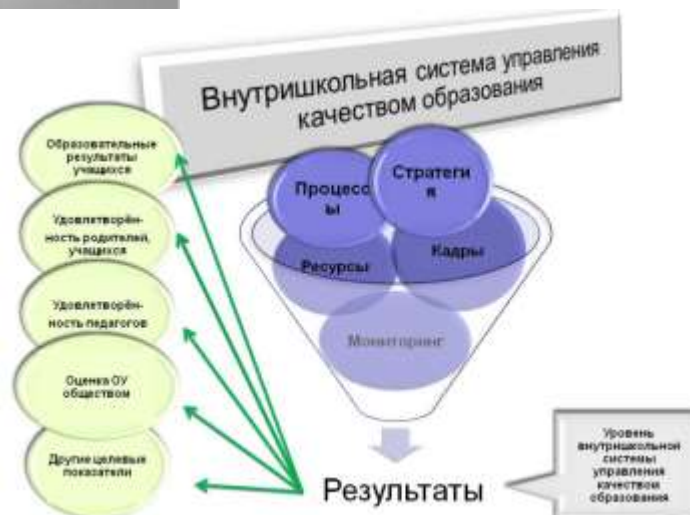 Внутришкольная система управления
качеством образования
Образовательные
результаты
учащихся
Удовлетворён-
ность родителей,
учащихся
Удовлетворён-
ность педагогов
Оценка ОУ
обществом
Другие целевые
показатели
Процесс
ы
Стратеги
я
Ресурсы
Кадры
Мониторинг
Результаты
Уровень
внутришкольной
системы
управления
качеством
образования